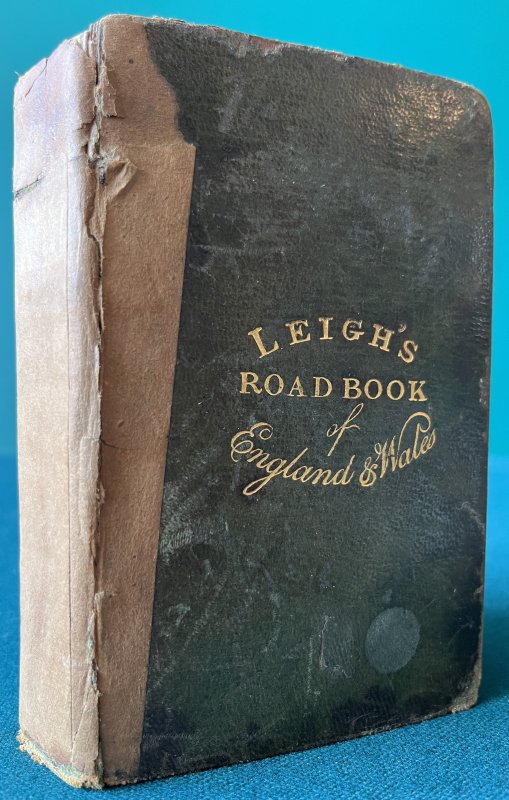 LEIGH'S
ROAD BOOK
of
England & Wales